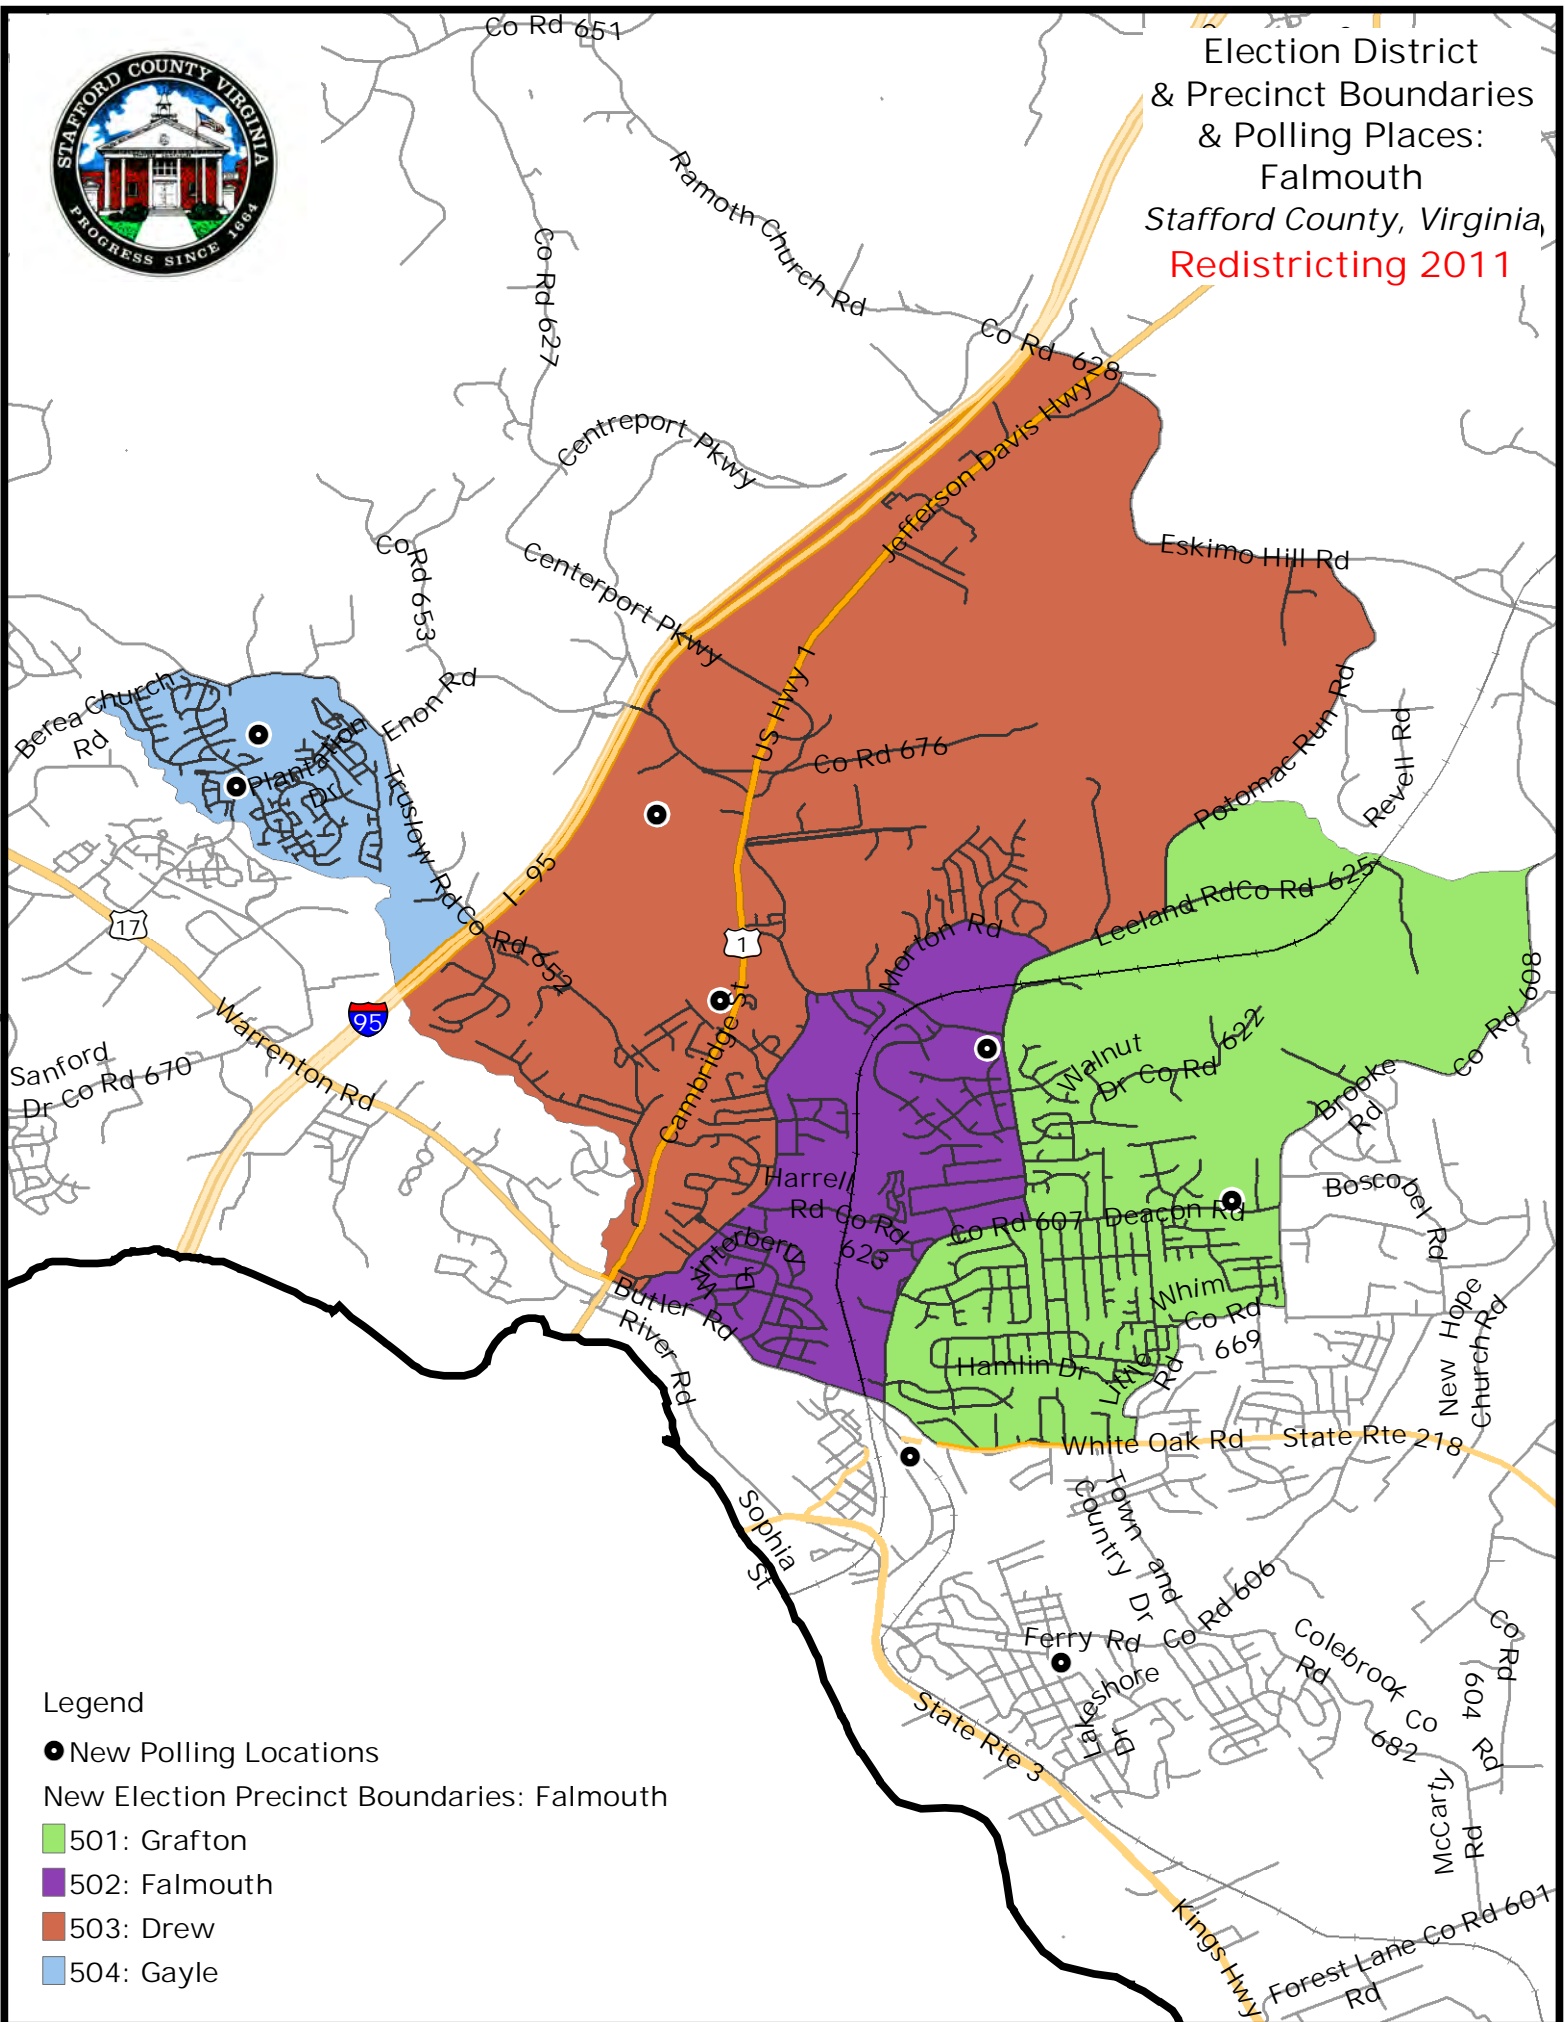 STAFFORD COUNTY VIRGINIA
PROGRESS SINCE 1664
Election District
& Precinct Boundaries
& Polling Places:
Falmouth
Stafford County, Virginia
Redistricting 2011
Co Rd 651
Ramoth Church Rd
Co Rd 627
Co Rd 628
Centreport Pkwy
Jefferson Davis Hwy
Co Rd 653
Centerport Pkwy
Eskimo Hill Rd
Enon Rd
Berea Church
Rd
US Hwy 1
Co Rd 676
Potomac Run Rd
Revell Rd
Plantation
Dr
Truslow Rd
Co Rd 652
I - 95
17
1
95
Leeland Rd
Co Rd 625
Morton Rd
Co Rd 608
Warrenton Rd
Sanford
Dr
Co Rd 670
Cambridge St
Walnut
Dr
Co Rd 622
Brooke
Rd
Harrell
Rd
Co Rd
623
Co Rd 607
Deacon Rd
Boscobel Rd
Winterberry
Dr
Whim
Co Rd
669
Butler Rd
River Rd
Hamlin Dr
Little
Rd
New Hope
Church Rd
White Oak Rd
State Rte 218
Sophia
St
Town and
Country Dr
Co Rd 606
Ferry Rd
Lakeshore
Dr
Colebrook
Rd
Co
682
Rd
Co
Rd
604
State Rte 3
McCarty
Rd
Kings Hwy
Forest Lane
Rd
Co Rd 601
Legend
New Polling Locations
New Election Precinct Boundaries: Falmouth
501: Grafton
502: Falmouth
503: Drew
504: Gayle